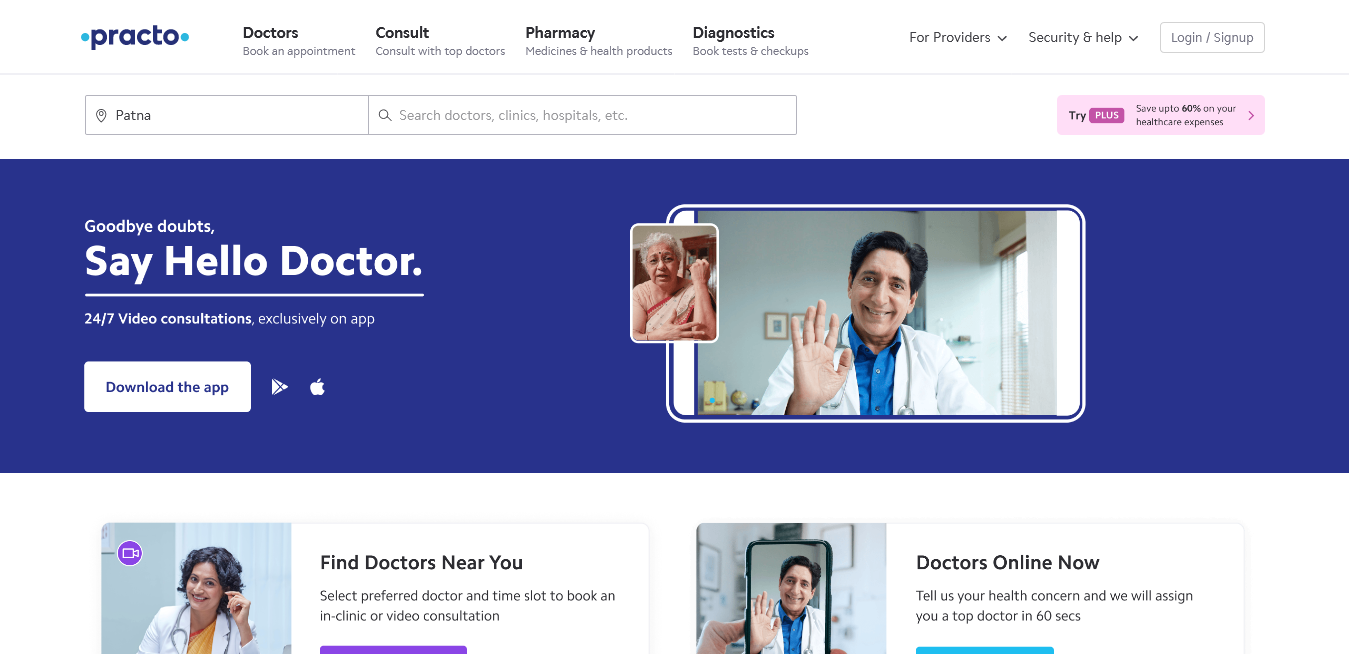 practo
Doctors
Book an appointment
Consult
Consult with top doctors
Pharmacy
Medicines & health products
Diagnostics
Book tests & checkups
For Providers
Security & help
Login / Signup
Patna
Search doctors, clinics, hospitals, etc.
Try PLUS
Save upto 60% on your
healthcare expenses
Goodbye doubts,
Say Hello Doctor.
24/7 Video consultations, exclusively on app
Download the app
Find Doctors Near You
Select preferred doctor and time slot to book an
in-clinic or video consultation
Doctors Online Now
Tell us your health concern and we will assign
you a top doctor in 60 secs